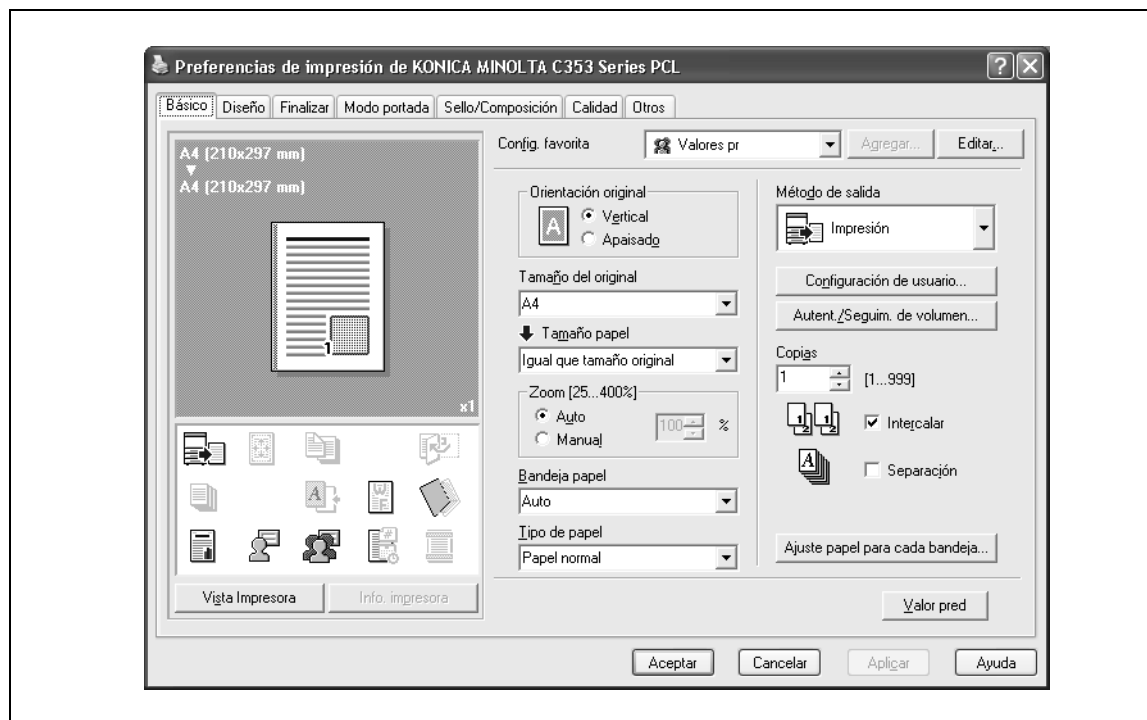 Preferencias de impresión de KONICA MINOLTA C353 Series PCL
Básico Diseño Finalizar Modo portada Sello/Composición Calidad Otros
A4 (210x297 mm)
A4 (210x297 mm)
x1
Vista Impresora
Info. impresora
Config. favorita
Valores pr
Agregar...
Editar...
Orientación original
A
Vertical
Apaisado
Tamaño del original
A4
Tamaño papel
Igual que tamaño original
Zoom [25...400%]
Auto
Manual
100 %
Bandeja papel
Auto
Tipo de papel
Papel normal
Método de salida
Impresión
Configuración de usuario...
Autent./Seguim. de volumen...
Copias
1 [1...999]
Intercalar
Separación
Ajuste papel para cada bandeja...
Valor pred
Aceptar Cancelar Aplicar Ayuda